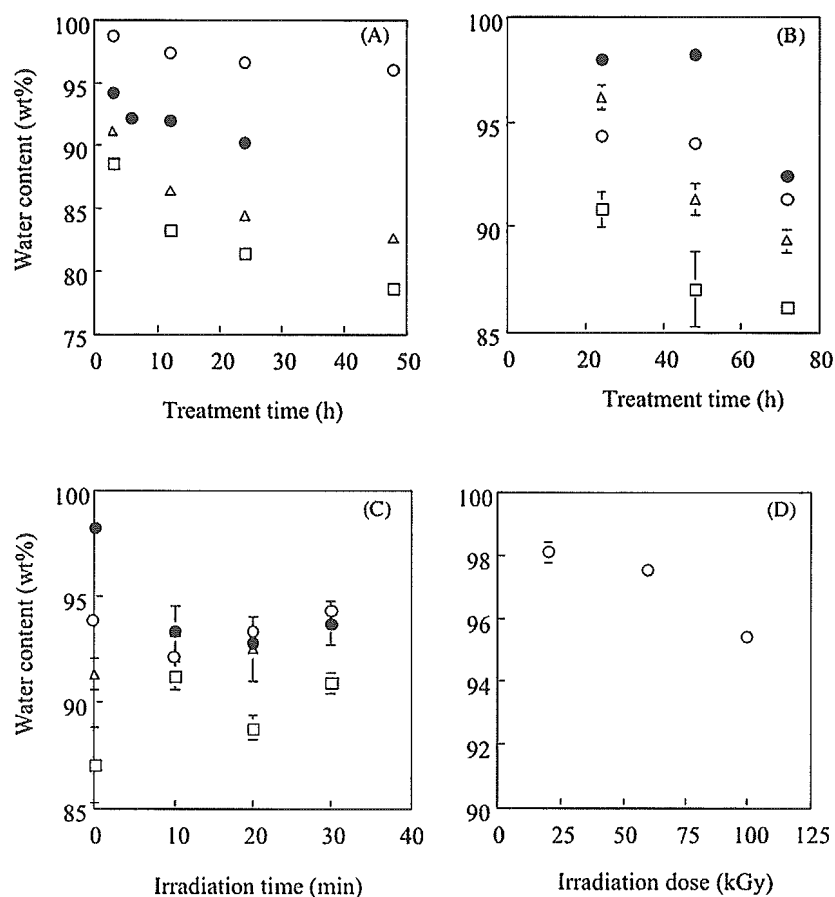 100
95
90
85
80
75
Water content (wt%)
(A)
0 10 20 30 40 50
Treatment time (h)
100
95
90
85
(B)
0 20 40 60 80
Treatment time (h)
100
95
90
85
Water content (wt%)
(C)
0 10 20 30 40
Irradiation time (min)
100
98
96
94
92
90
(D)
0 25 50 75 100 125
Irradiation dose (kGy)